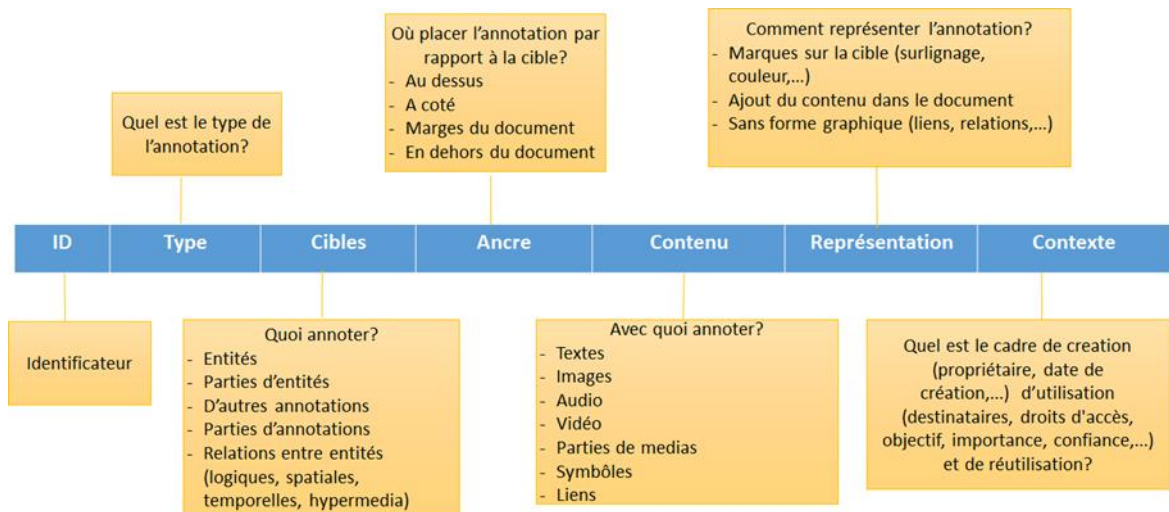 Où placer l'annotation par
rapport à la cible?
- Au dessus
- A coté
- Marges du document
- En dehors du document
Comment représenter l'annotation?
- Marques sur la cible (surlignage,
couleur,...)
- Ajout du contenu dans le document
- Sans forme graphique (liens, relations,...)
Quel est le type de
l'annotation?
ID
Type
Cibles
Ancre
Contenu
Représentation
Contexte
Identificateur
Quoi annoter?
- Entités
- Parties d'entités
- D'autres annotations
- Parties d'annotations
- Relations entre entités
(logiques, spatiales,
temporelles, hypermedia)
Avec quoi annoter?
- Textes
- Images
- Audio
- Vidéo
- Parties de medias
- Symbôles
- Liens
Quel est le cadre de creation
(propriétaire, date de
création,...) d'utilisation
(destinataires, droits d'accès,
objectif, importance, confiance,...)
et de réutilisation?